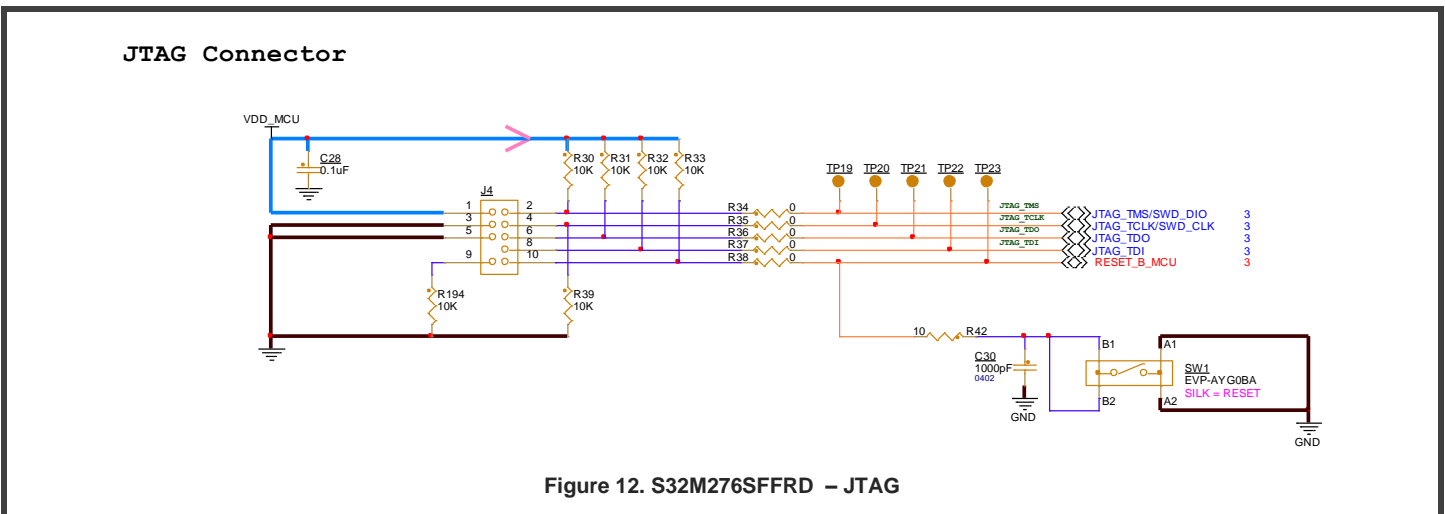 JTAG Connector
VDD_MCU
C28
0.1uF
R30
10K
R31
10K
R32
10K
R33
10K
TP19 TP20 TP21 TP22 TP23
J4
1 2
3 4
5 6
8
9 10
R34 0
R35 0
R36 0
R37 0
R38 0
JTAG_TMS
JTAG_TCLK
JTAG_TDO
JTAG_TDI
JTAG_TMS/SWD_DIO 3
JTAG_TCLK/SWD_CLK 3
JTAG_TDO 3
JTAG_TDI 3
RESET_B_MCU 3
R194
10K
R39
10K
10 R42
C30
1000pF
0402
GND
B1 A1
B2 A2
SW1
EVP-AYG0BA
SILK = RESET
GND
Figure 12. S32M276SFFRD – JTAG